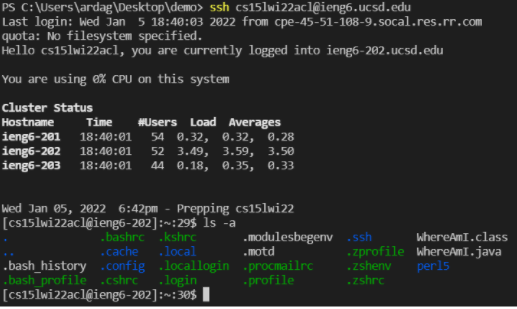 PS C:\Users\ardag\Desktop\demo> ssh cs15lwi22acl@ieng6.ucsd.edu
Last login: Wed Jan  5 18:40:03 2022 from cpe-45-51-108-9.socal.res.rr.com
quota: No filesystem specified.
Hello cs15lwi22acl, you are currently logged into ieng6-202.ucsd.edu
You are using 0% CPU on this system
Cluster Status
Hostname     Time    #Users  Load  Averages
ieng6-201   18:40:01   54  0.32,  0.32,  0.28
ieng6-202   18:40:01   52  3.49,  3.59,  3.50
ieng6-203   18:40:01   44  0.18,  0.35,  0.33
Wed Jan 05, 2022  6:42pm - Prepping cs15lwi22
[cs15lwi22acl@ieng6-202]:~:29$ ls -a
.              .bashrc  .kshrc       .modulesbegenv  .ssh       WhereAmI.class
..             .cache   .local       .motd           .zprofile  WhereAmI.java
.bash_history  .config  .locallogin  .procmailrc     .zshenv    perl5
.bash_profile  .cshrc   .login       .profile        .zshrc
[cs15lwi22acl@ieng6-202]:~:30$